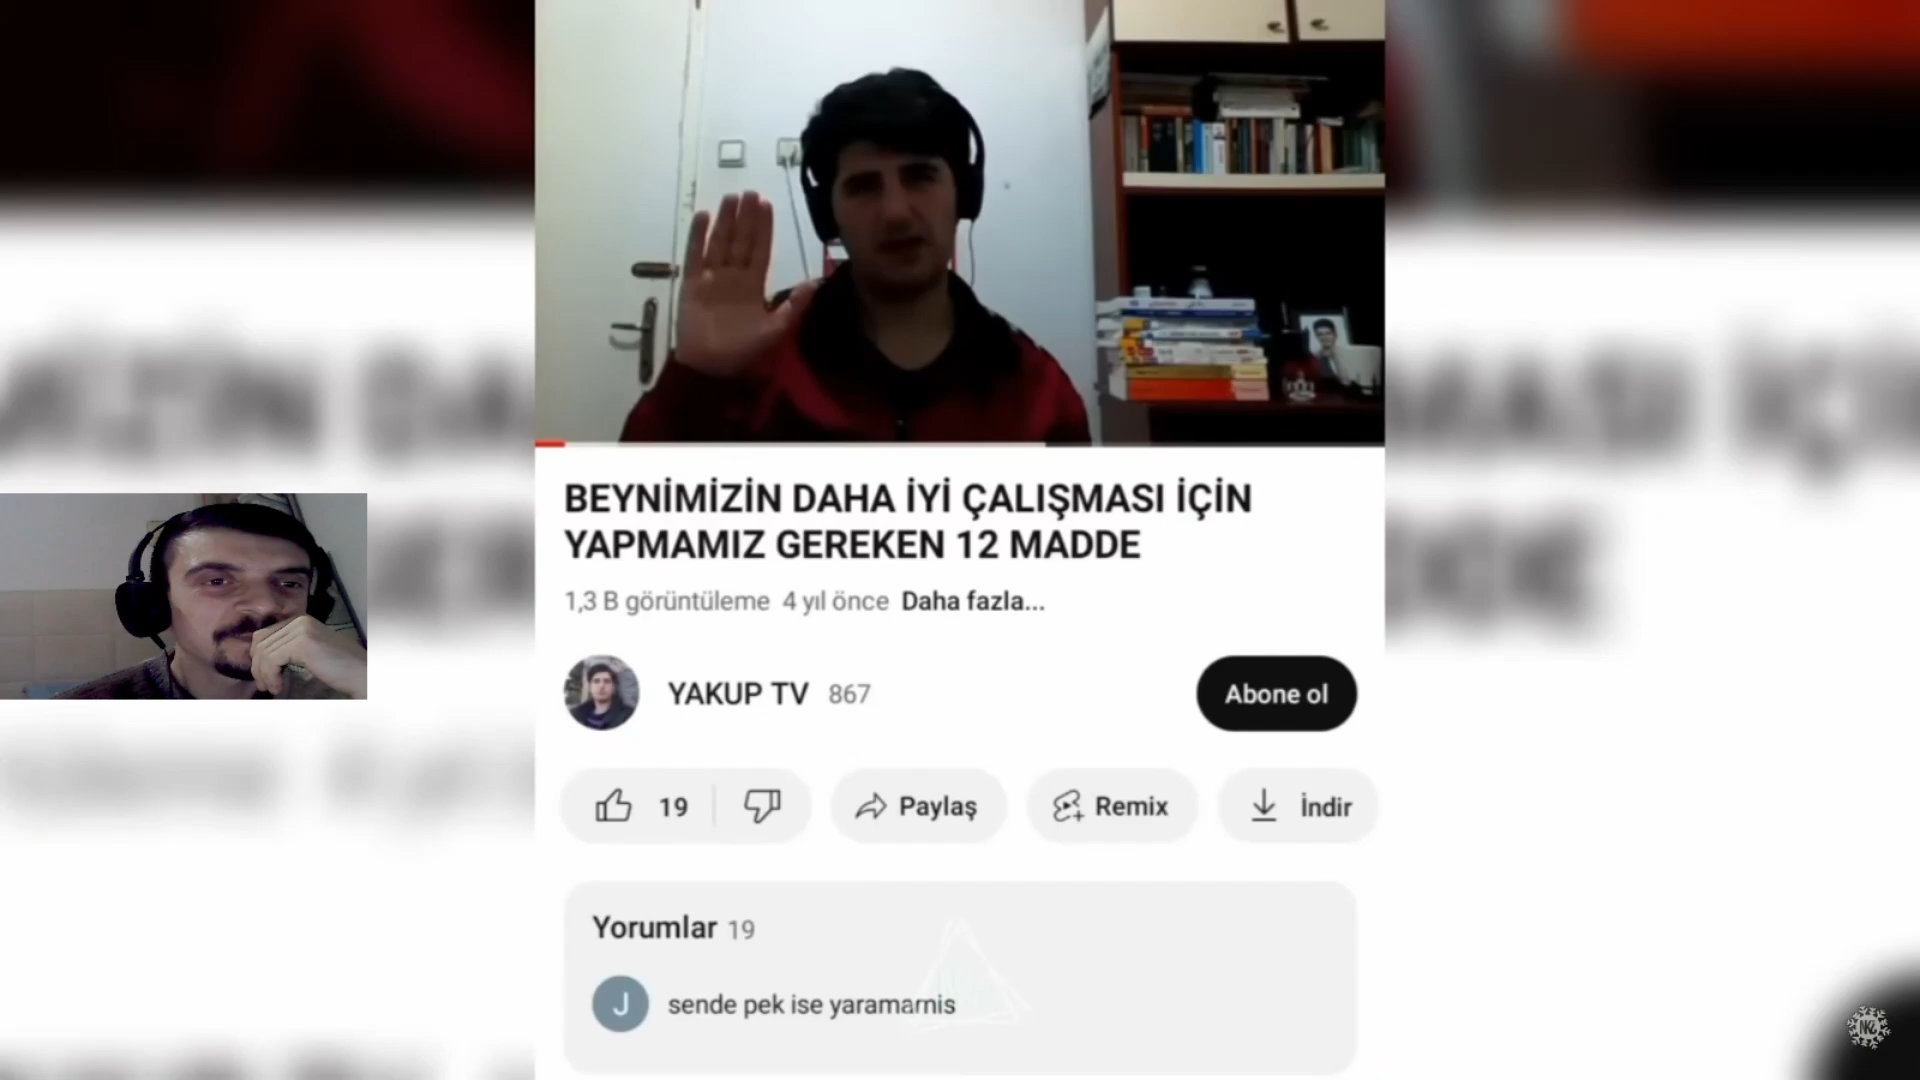 BEYNİMİZİN DAHA İYİ ÇALIŞMASI İÇİN
YAPMAMIZ GEREKEN 12 MADDE
1,3 B görüntüleme 4 yıl önce Daha fazla...
YAKUP TV 867
Abone ol
19
Paylaş
Remix
İndir
Yorumlar 19
J
sende pek ise yaramamis